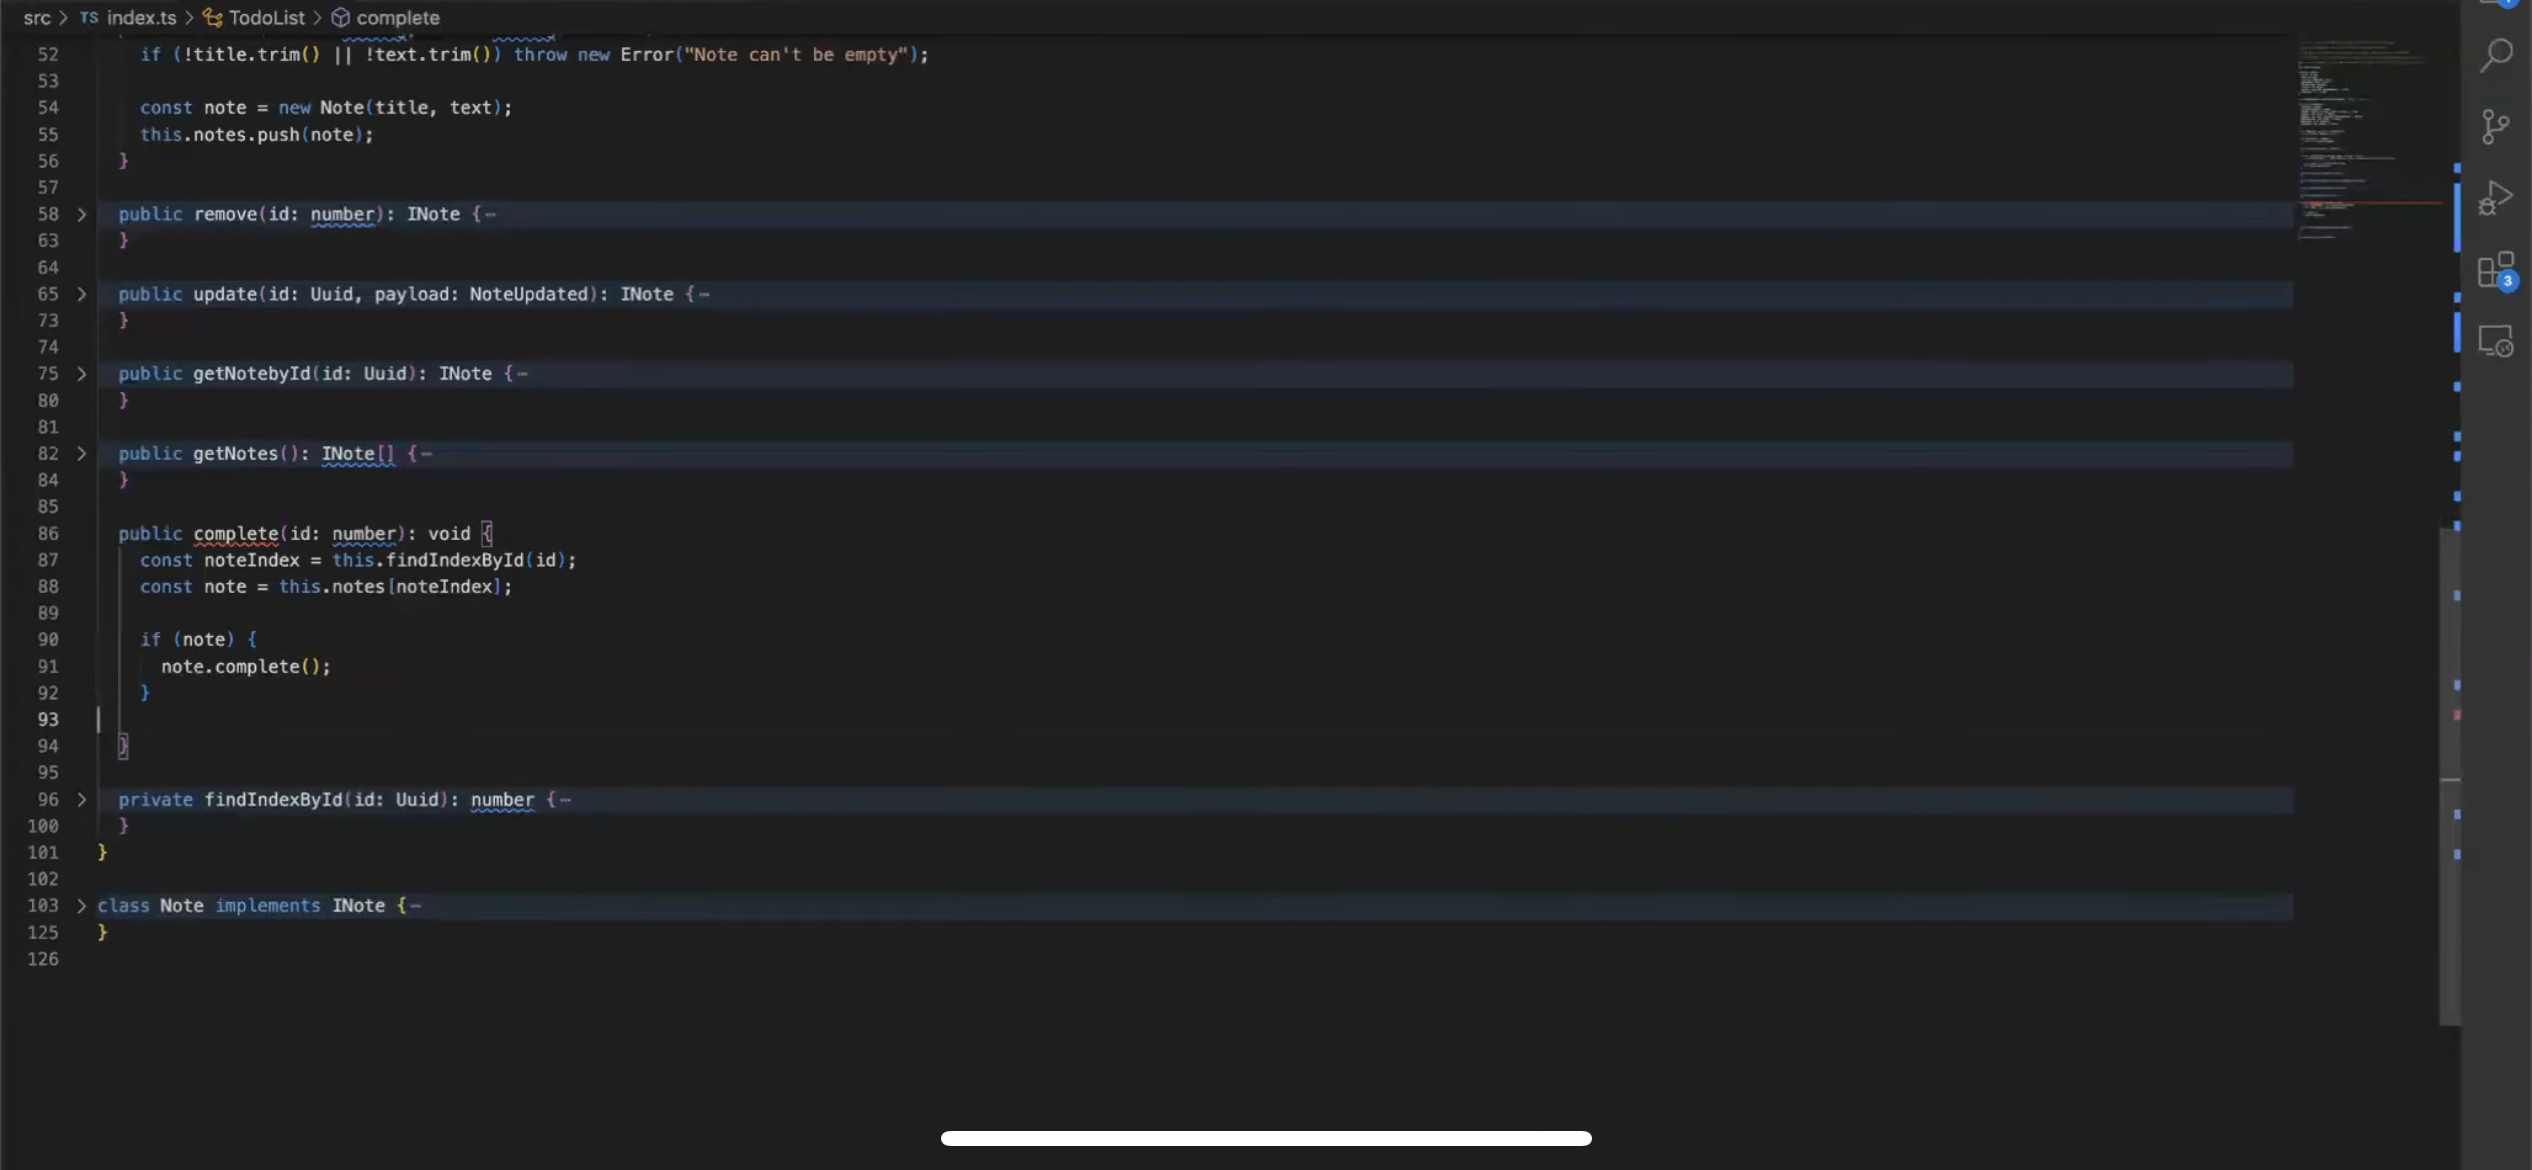 src > TS index.ts > TodoList > complete
52 if (!title.trim() || !text.trim()) throw new Error("Note can't be empty");
53
54 const note = new Note(title, text);
55 this.notes.push(note);
56 }
57
58 > public remove(id: number): INote {⋯
63 }
64
65 > public update(id: Uuid, payload: NoteUpdated): INote {⋯
73 }
74
75 > public getNotebyId(id: Uuid): INote {⋯
80 }
81
82 > public getNotes(): INote[] {⋯
84 }
85
86 public complete(id: number): void {
87 const noteIndex = this.findIndexById(id);
88 const note = this.notes[noteIndex];
89
90 if (note) {
91 note.complete();
92 }
93
94 }
95
96 > private findIndexById(id: Uuid): number {⋯
100 }
101 }
102
103 > class Note implements INote {⋯
125 }
126
3